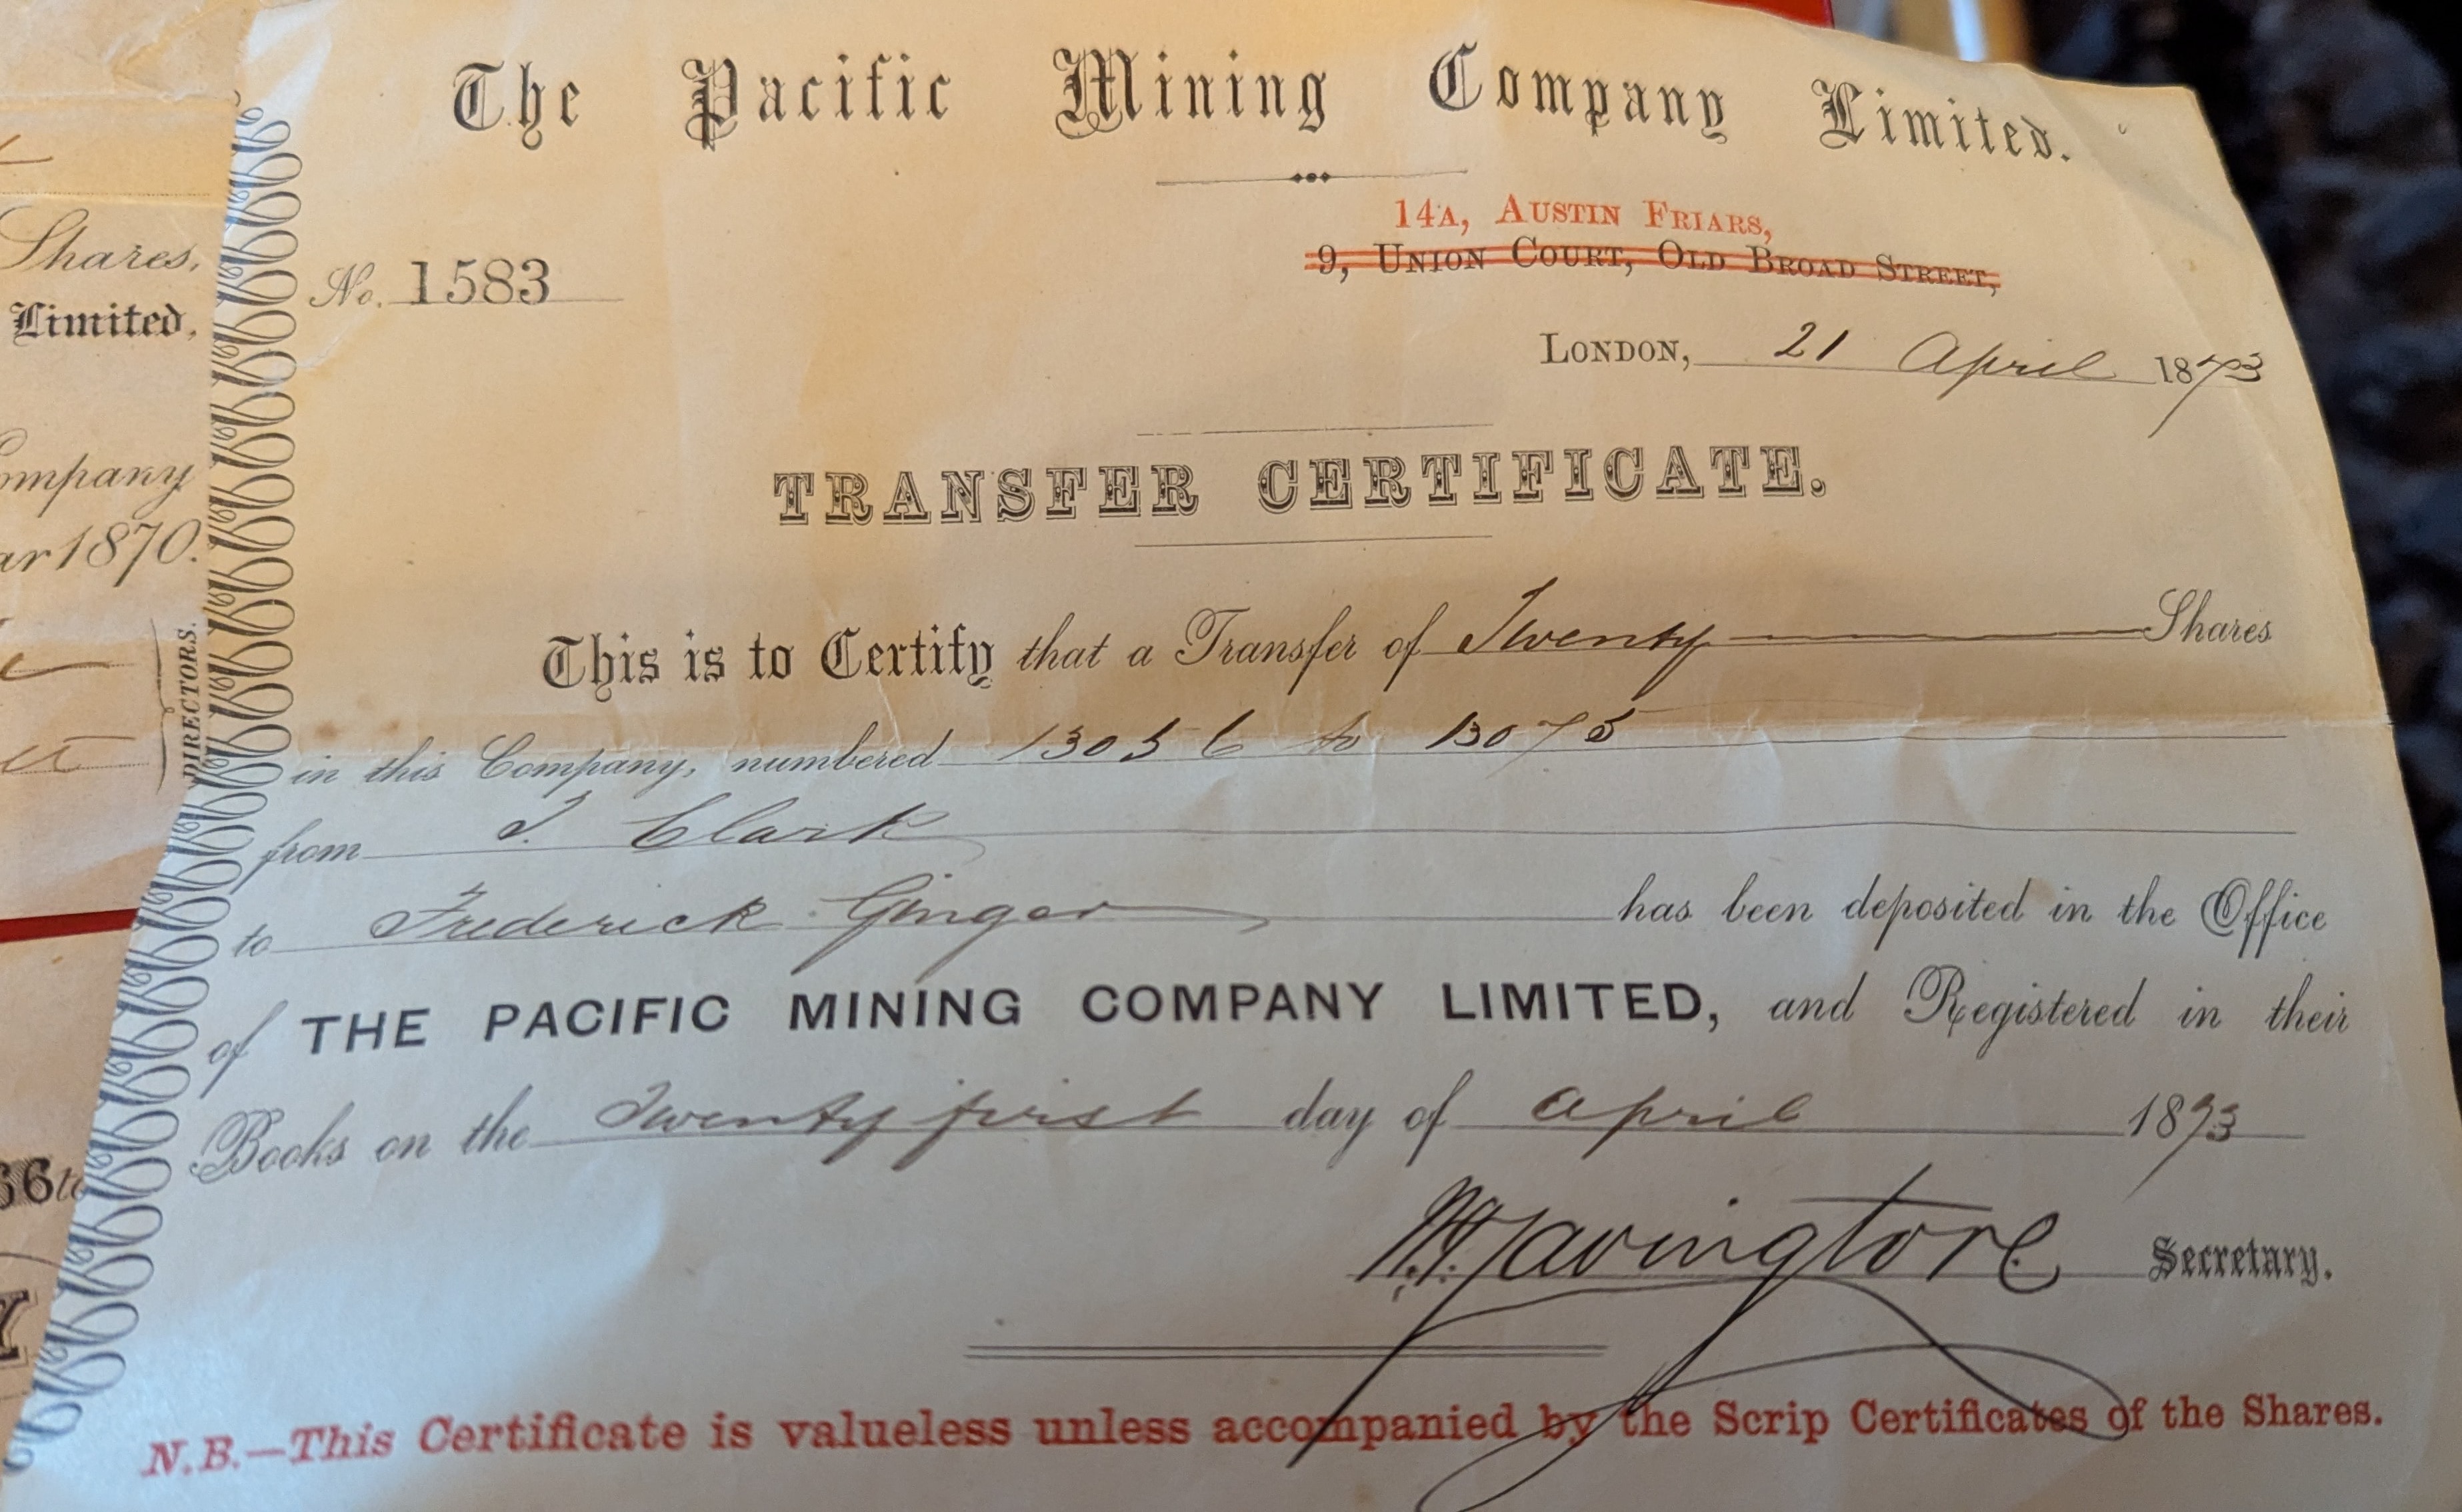 The Pacific Mining Company Limited.
14A, AUSTIN FRIARS,
9, UNION COURT, OLD BROAD STREET,
No. 1583
LONDON, 21 April 1873
TRANSFER CERTIFICATE.
This is to Certify that a Transfer of Twenty Shares
in this Company, numbered 13056 to 13075
from J. Clark
to Frederick Ginger has been deposited in the Office
of THE PACIFIC MINING COMPANY LIMITED, and Registered in their
Books on the Twenty first day of April 1873
Secretary.
N.B.—This Certificate is valueless unless accompanied by the Scrip Certificates of the Shares.
Shares,
Limited,
1870.
DIRECTORS.
66 to
Y